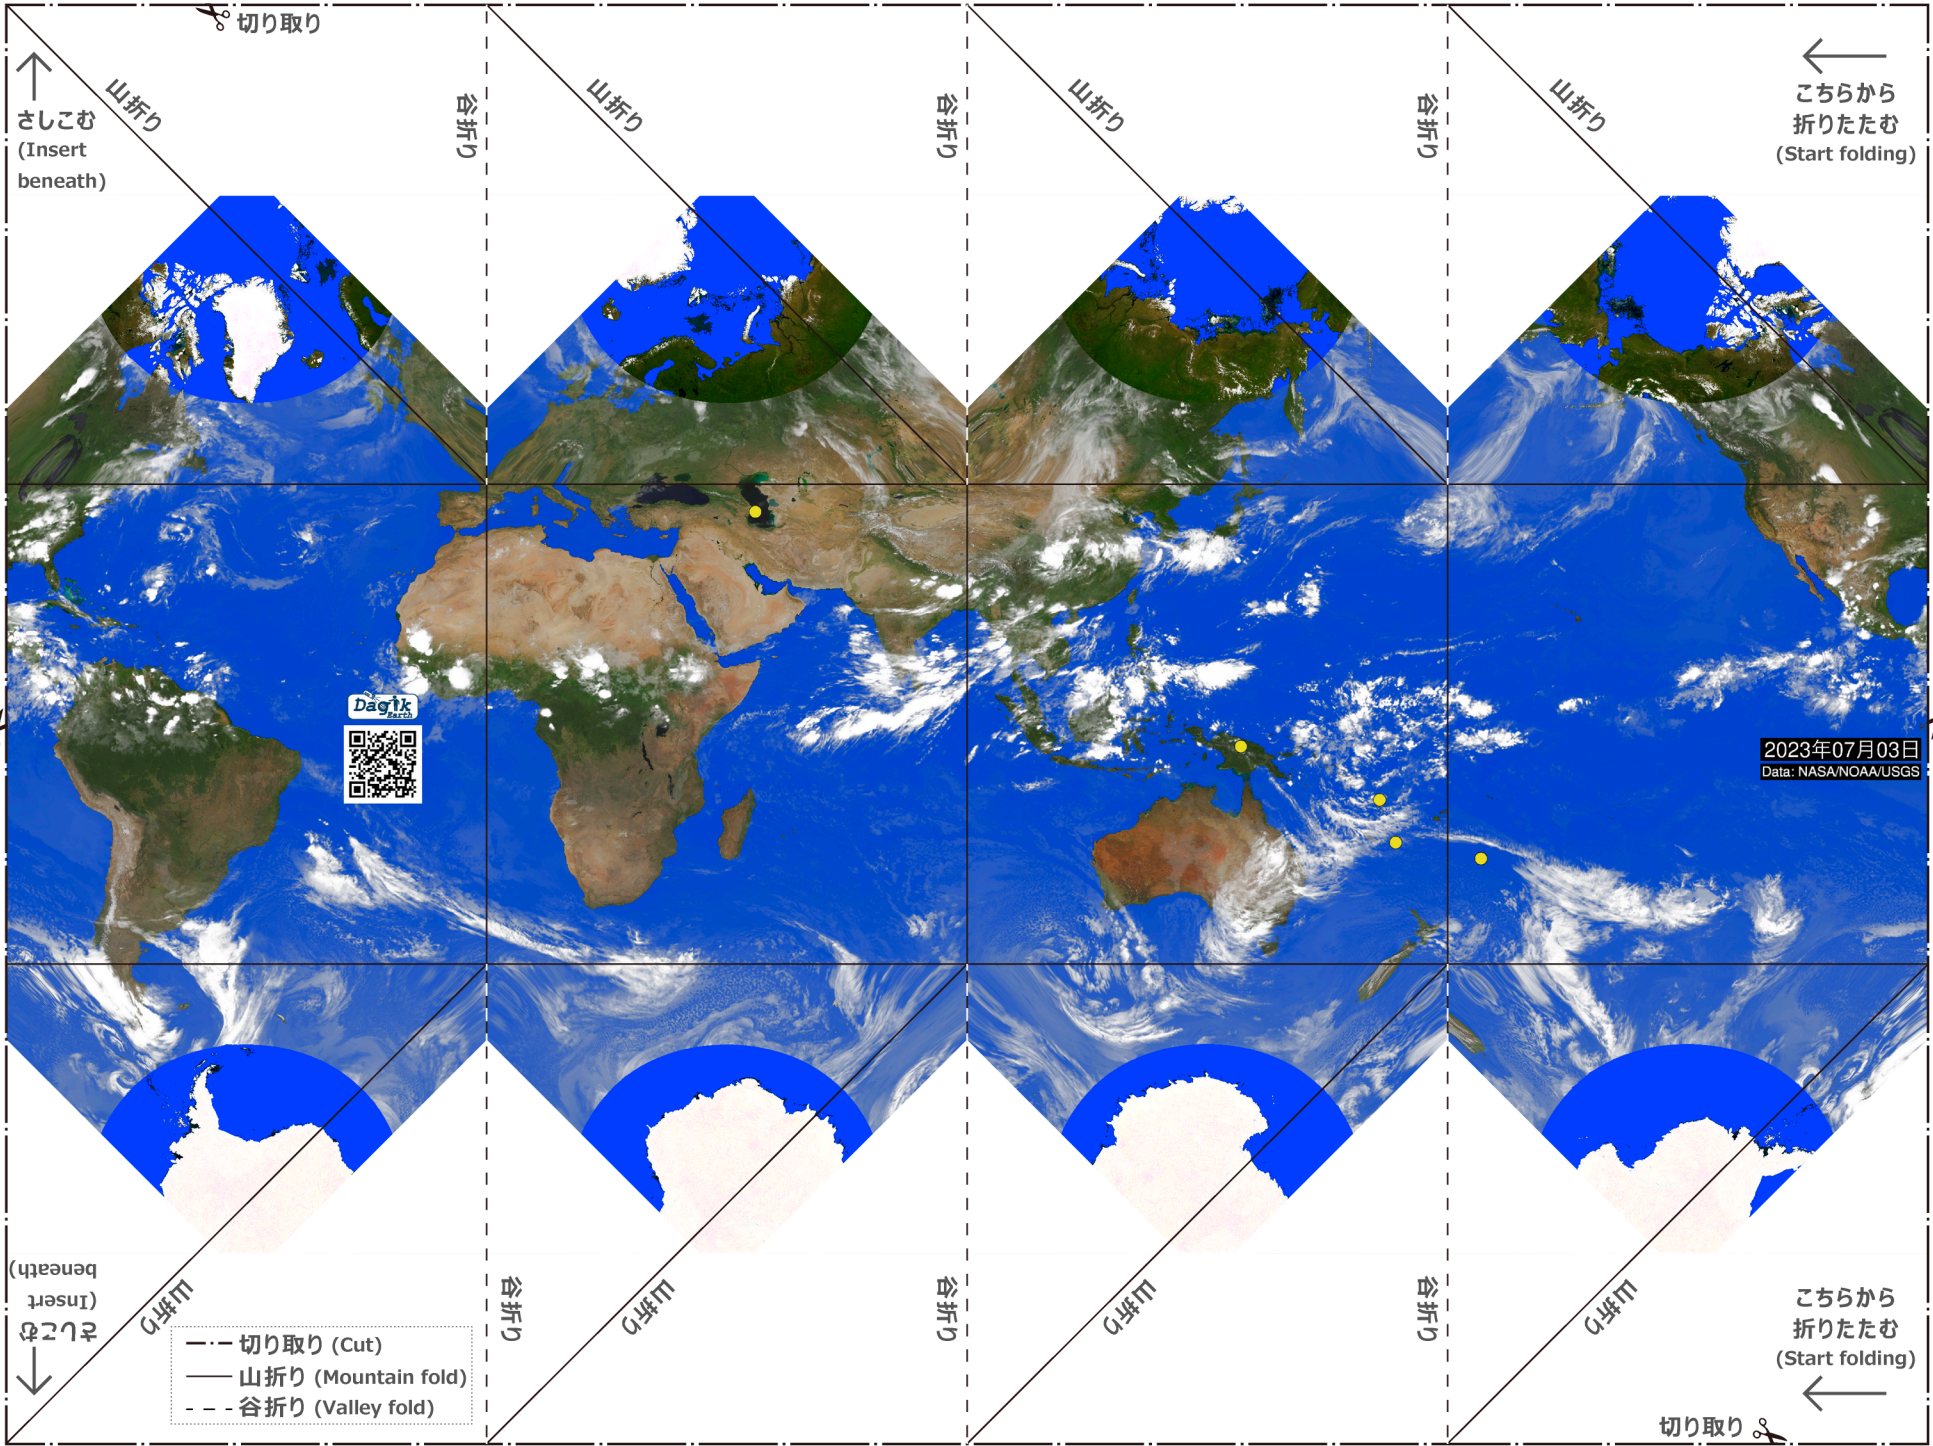 切り取り
さしこむ
(Insert
beneath)
山折り
谷折り
山折り
谷折り
山折り
谷折り
山折り
こちらから
折りたたむ
(Start folding)
Dagik
Earth
2023年07月03日
Data: NASA/NOAA/USGS
さしこむ
(Insert
beneath)
山折り
谷折り
山折り
谷折り
山折り
谷折り
山折り
こちらから
折りたたむ
(Start folding)
切り取り (Cut)
山折り (Mountain fold)
谷折り (Valley fold)
切り取り